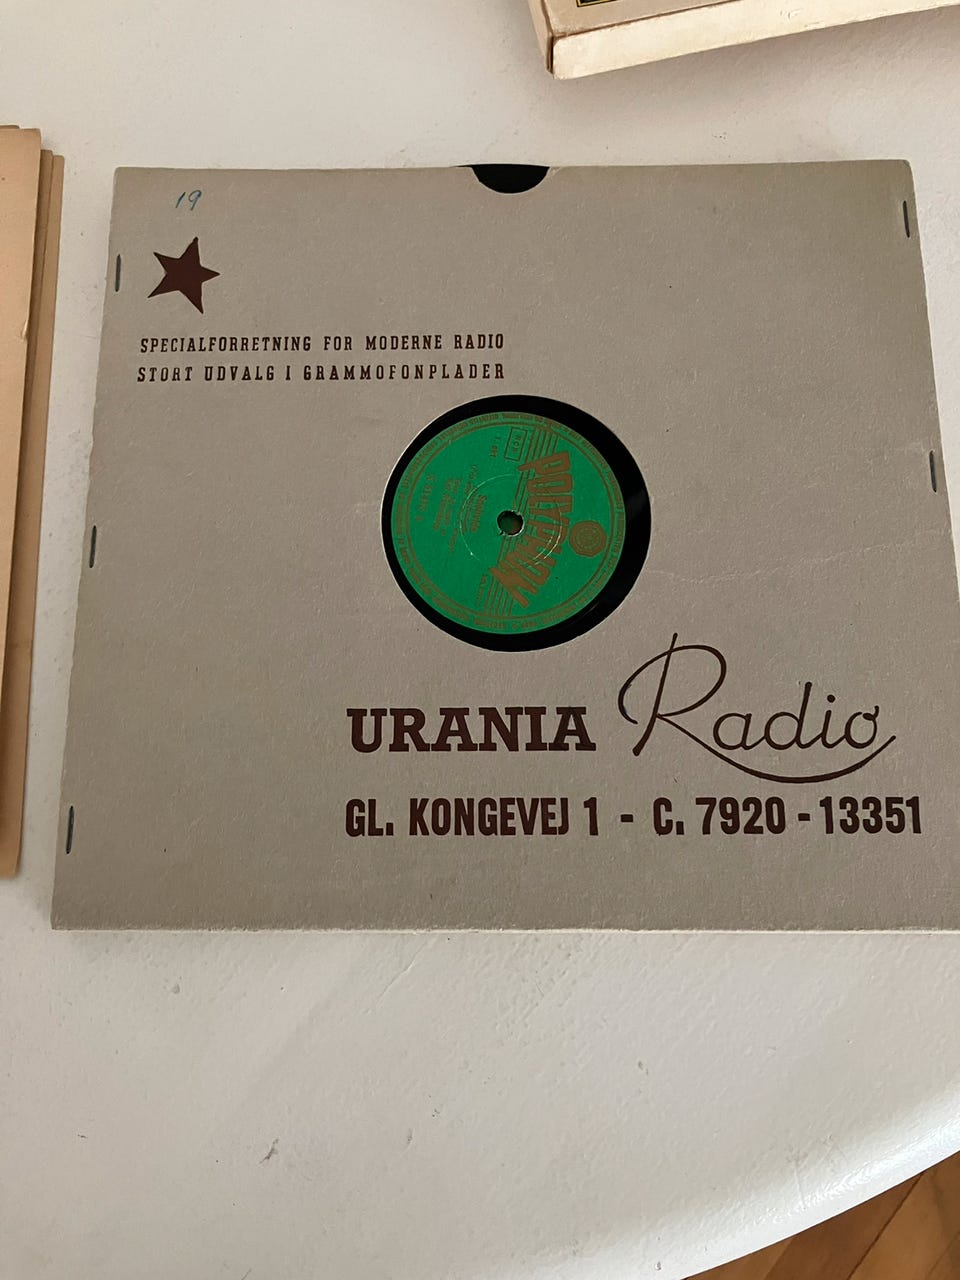 19
SPECIALFORRETNING FOR MODERNE RADIO
STORT UDVALG I GRAMMOFONPLADER
POLYPHON
URANIA Radio
GL. KONGEVEJ 1 - C. 7920 - 13351